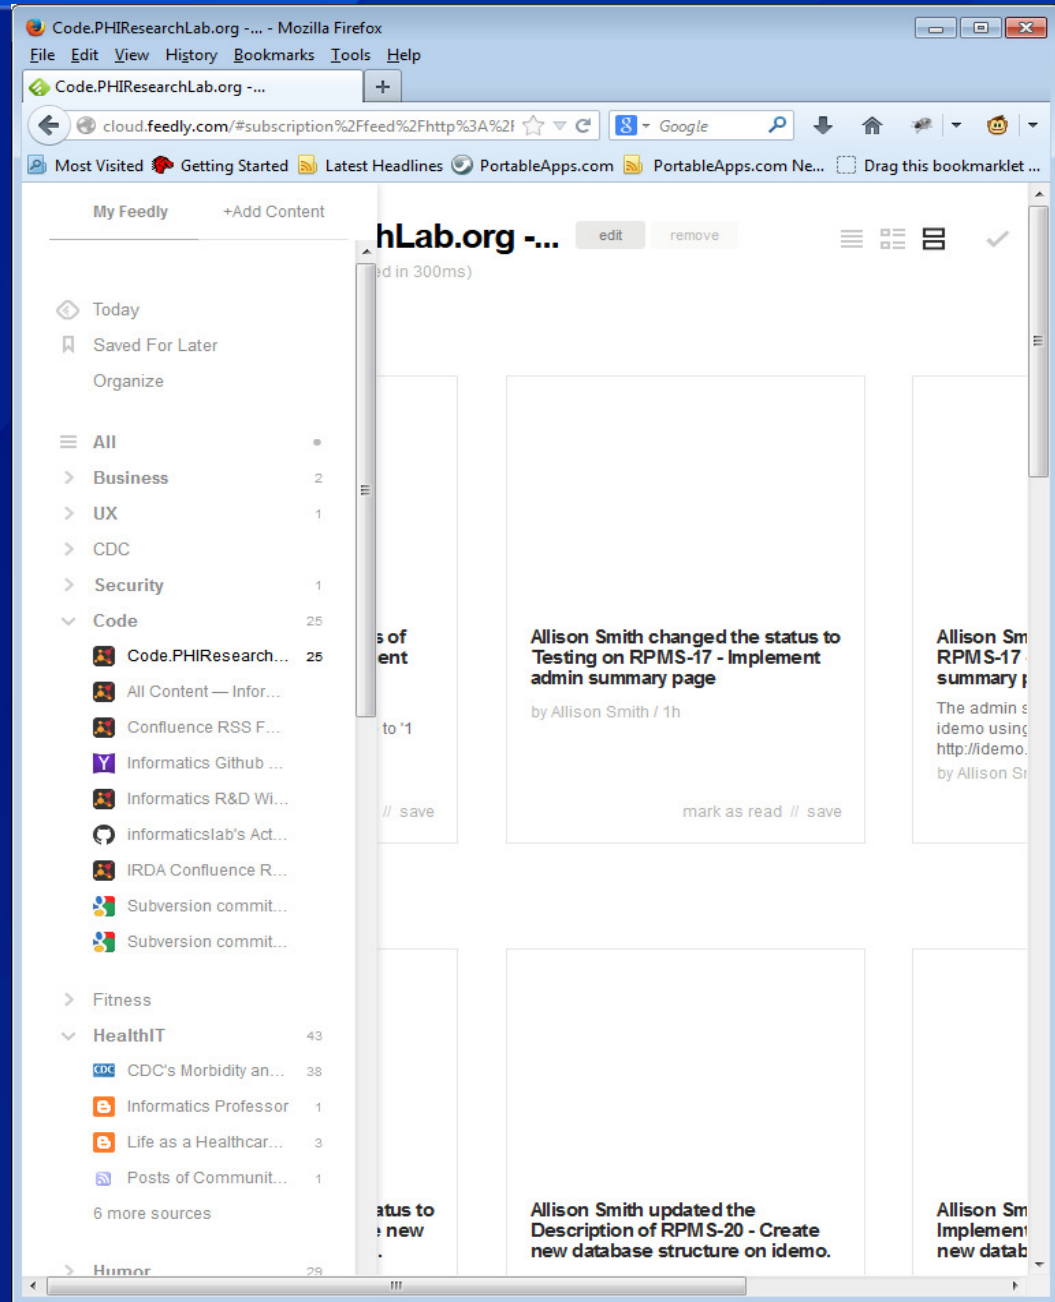 Code.PHIResearchLab.org -... - Mozilla Firefox
File Edit View History Bookmarks Tools Help
Code.PHIResearchLab.org -...
cloud.feedly.com/#subscription%2Ffeed%2Fhttp%3A%2F
Google
Most Visited Getting Started Latest Headlines PortableApps.com PortableApps.com Ne... Drag this bookmarklet ...
My Feedly +Add Content
hLab.org -... edit remove
ed in 300ms)
Today
Saved For Later
Organize
All
Business 2
UX 1
CDC
Security 1
Code 25
Code.PHIResearch... 25
All Content — Infor...
Confluence RSS F...
Informatics Github ...
Informatics R&D Wi...
informaticslab's Act...
IRDA Confluence R...
Subversion commit...
Subversion commit...
Fitness
HealthIT 43
CDC's Morbidity an... 38
Informatics Professor 1
Life as a Healthcar... 3
Posts of Communit... 1
6 more sources
Humor 29
s of
ent
to '1
// save
Allison Smith changed the status to
Testing on RPMS-17 - Implement
admin summary page
by Allison Smith / 1h
mark as read // save
Allison Sm
RPMS-17
summary p
The admin s
idemo using
http://idemo.
by Allison Sm
atus to
e new
.
Allison Smith updated the
Description of RPMS-20 - Create
new database structure on idemo.
Allison Sm
Implement
new datab